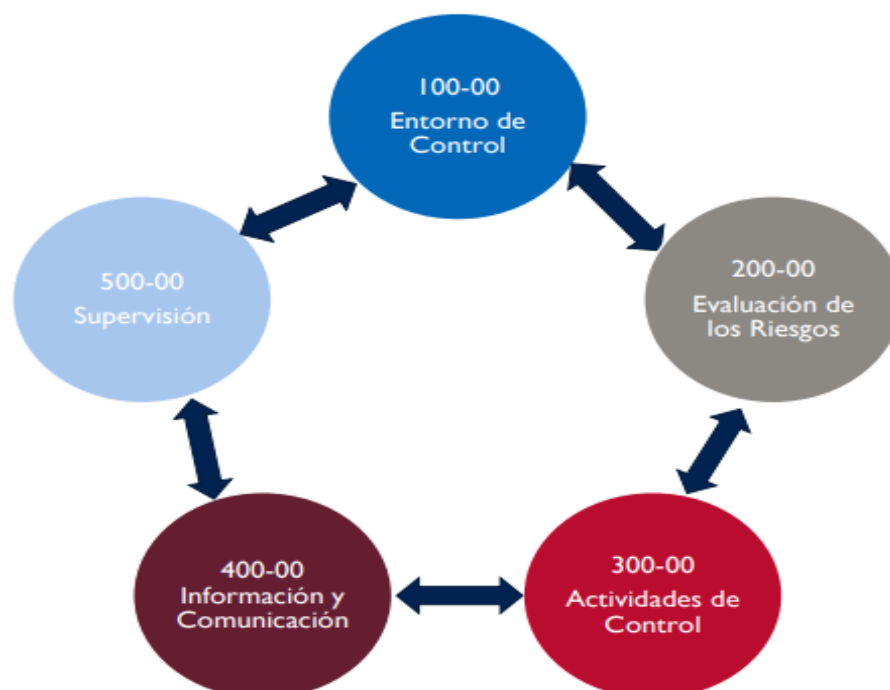 100-00
Entorno de
Control
200-00
Evaluación de
los Riesgos
300-00
Actividades de
Control
400-00
Información y
Comunicación
500-00
Supervisión